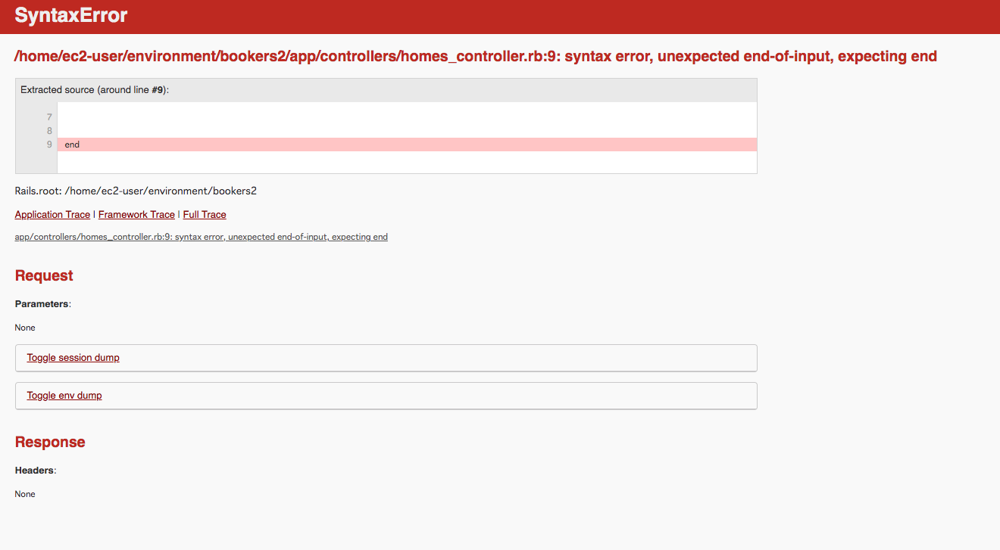 SyntaxError
/home/ec2-user/environment/bookers2/app/controllers/homes_controller.rb:9: syntax error, unexpected end-of-input, expecting end
Extracted source (around line #9):
7
8
9 end
Rails.root: /home/ec2-user/environment/bookers2
Application Trace | Framework Trace | Full Trace
app/controllers/homes_controller.rb:9: syntax error, unexpected end-of-input, expecting end
Request
Parameters:
None
Toggle session dump
Toggle env dump
Response
Headers:
None